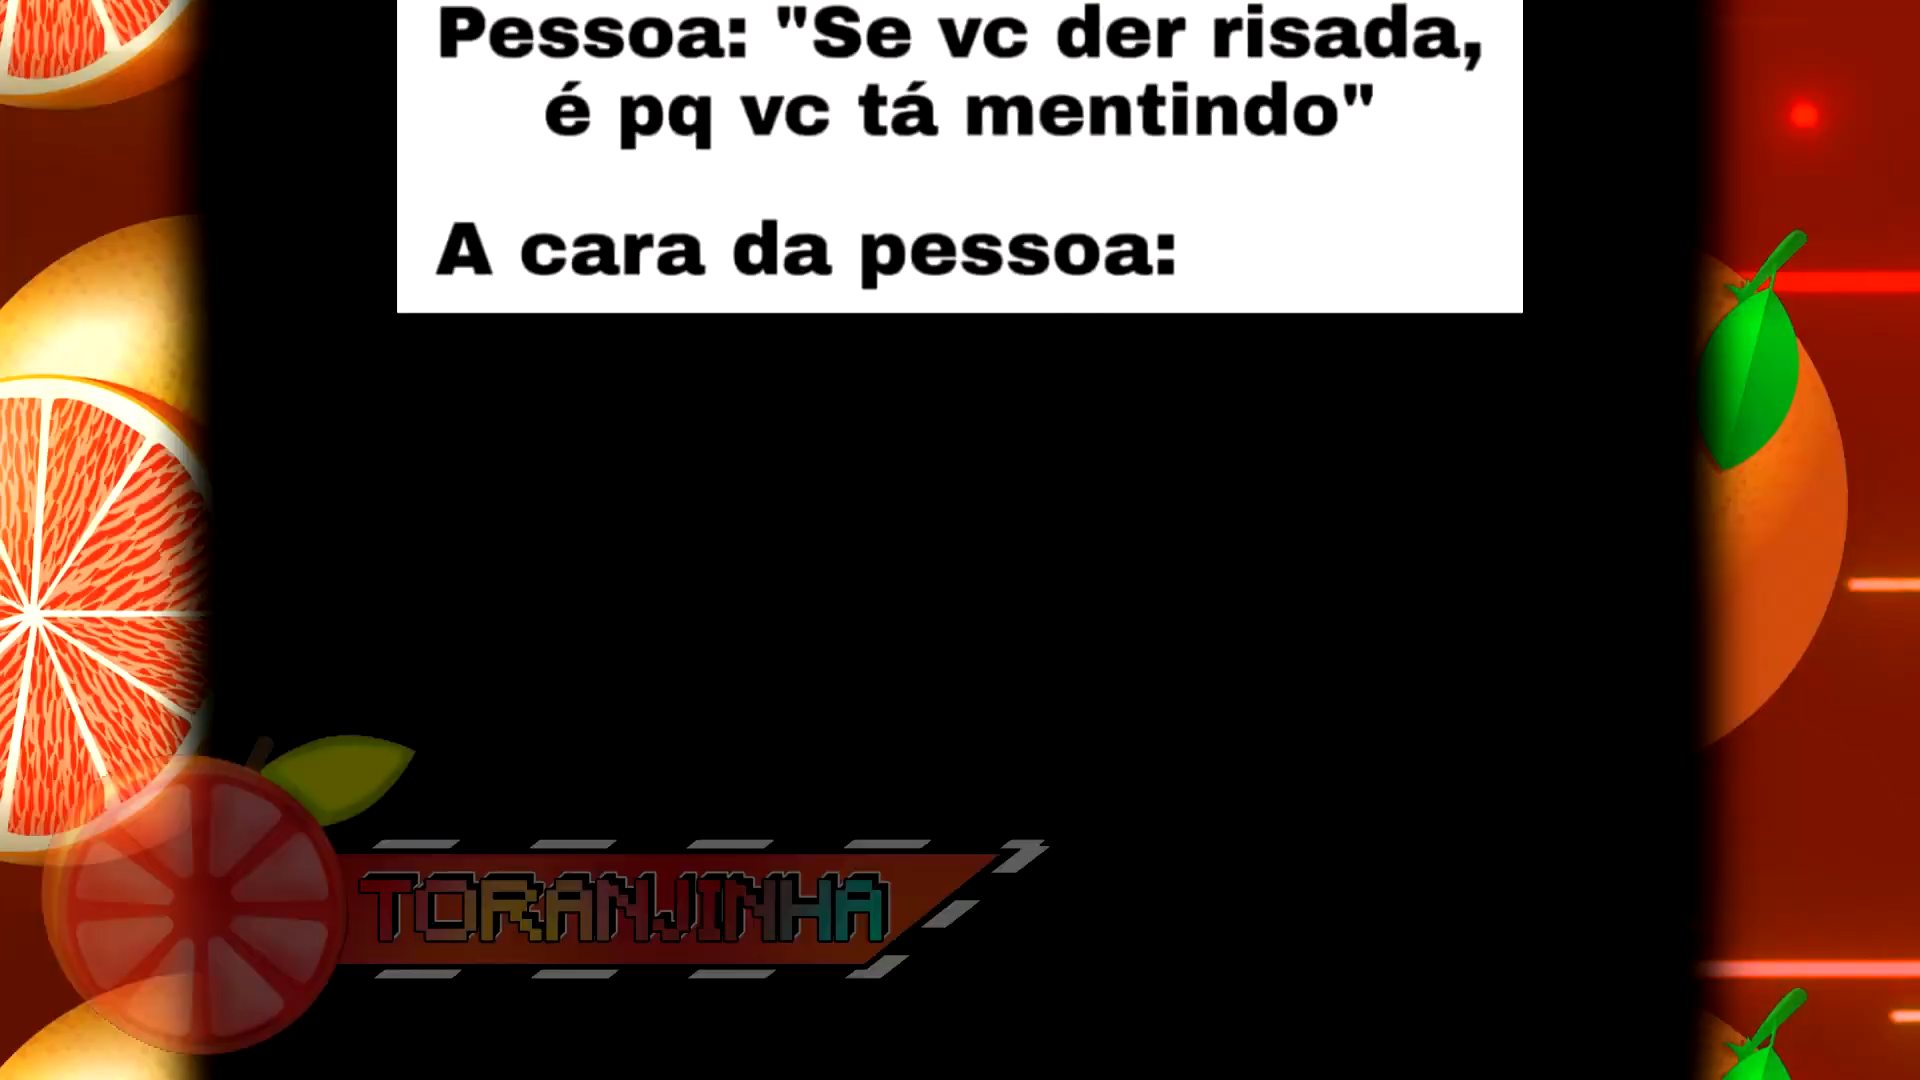 Pessoa: "Se vc der risada,
é pq vc tá mentindo"
A cara da pessoa:
TORANJINHA